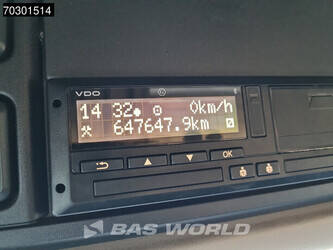 70301514
VDO
14 32 0km/h
647647.9km
OK
BAS WORLD